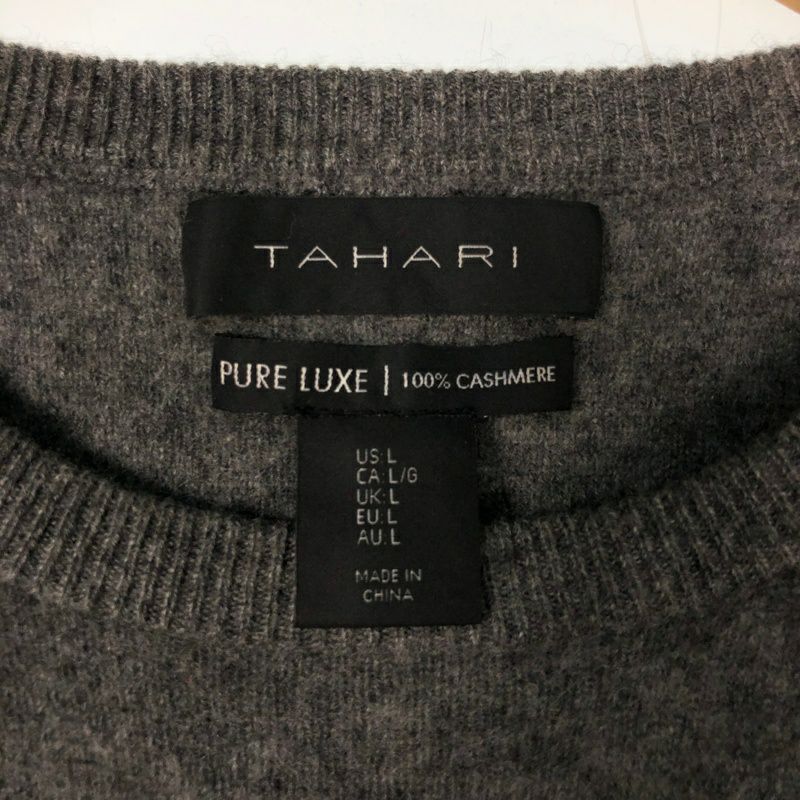 TAHARI
PURE LUXE | 100% CASHMERE
US: L
CA: L/G
UK: L
EU: L
AU: L
MADE IN
CHINA